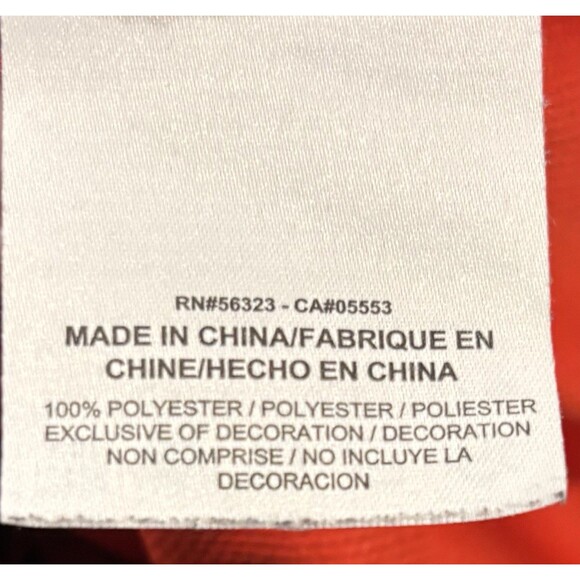 RN#56323 - CA#05553
MADE IN CHINA/FABRIQUE EN
CHINE/HECHO EN CHINA
100% POLYESTER / POLYESTER / POLIESTER
EXCLUSIVE OF DECORATION / DECORATION
NON COMPRISE / NO INCLUYE LA
DECORACION